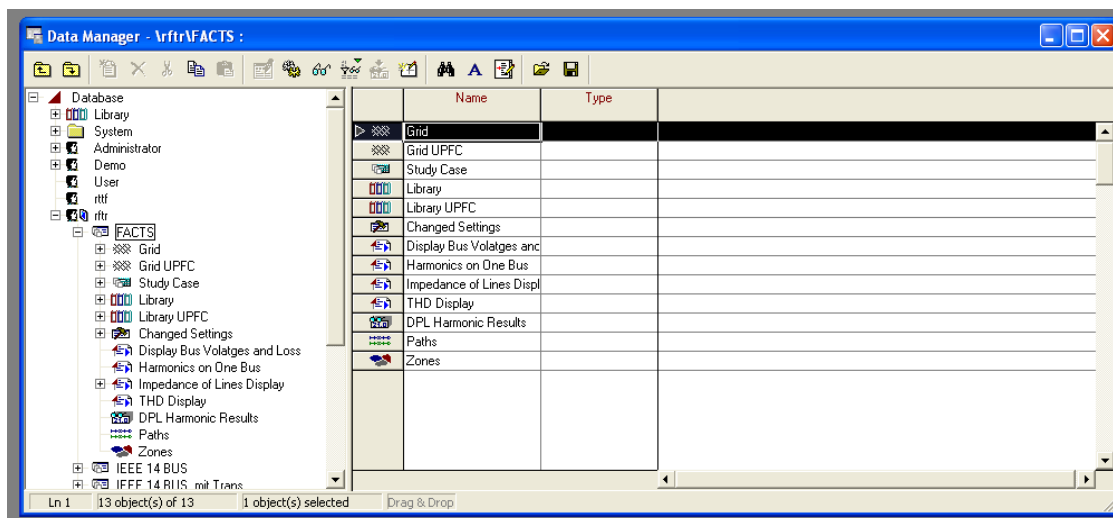 Data Manager - \rftr\FACTS :
Name Type
Database
Library
System
Administrator
Demo
User
rttf
rftr
FACTS
Grid
Grid UPFC
Study Case
Library
Library UPFC
Changed Settings
Display Bus Volatges and Loss
Harmonics on One Bus
Impedance of Lines Display
THD Display
DPL Harmonic Results
Paths
Zones
IEEE 14 BUS
IEEE 14 BUS mit Trans
Grid
Grid UPFC
Study Case
Library
Library UPFC
Changed Settings
Display Bus Volatges and
Harmonics on One Bus
Impedance of Lines Displ
THD Display
DPL Harmonic Results
Paths
Zones
Ln 1 13 object(s) of 13 1 object(s) selected Drag & Drop